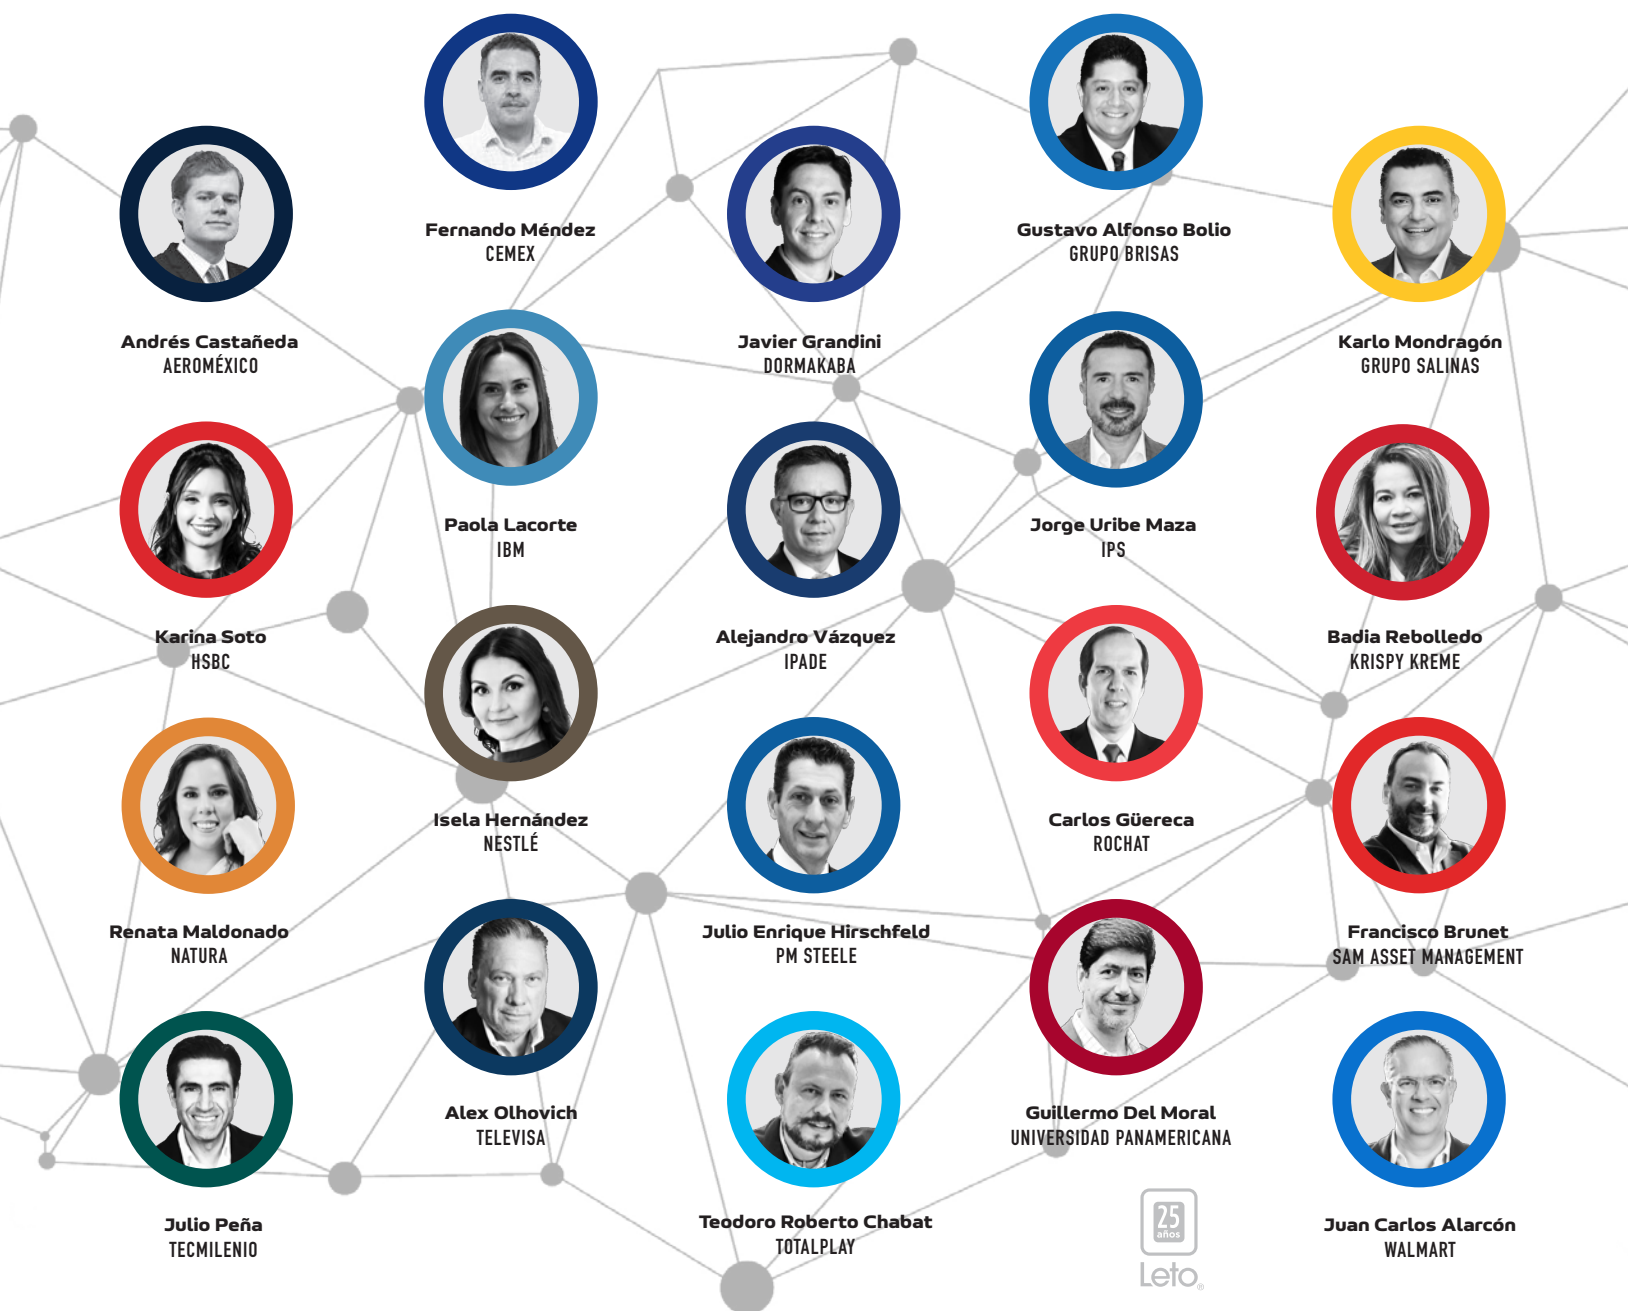 Fernando Méndez
CEMEX
Gustavo Alfonso Bolio
GRUPO BRISAS
Andrés Castañeda
AEROMÉXICO
Javier Grandini
DORMAKABA
Karlo Mondragón
GRUPO SALINAS
Paola Lacorte
IBM
Jorge Uribe Maza
IPS
Karina Soto
HSBC
Alejandro Vázquez
IPADE
Badia Rebolledo
KRISPY KREME
Isela Hernández
NESTLÉ
Carlos Güereca
ROCHAT
Renata Maldonado
NATURA
Julio Enrique Hirschfeld
PM STEELE
Francisco Brunet
SAM ASSET MANAGEMENT
Alex Olhovich
TELEVISA
Guillermo Del Moral
UNIVERSIDAD PANAMERICANA
Julio Peña
TECMILENIO
Teodoro Roberto Chabat
TOTALPLAY
Juan Carlos Alarcón
WALMART
25
años
Leto®